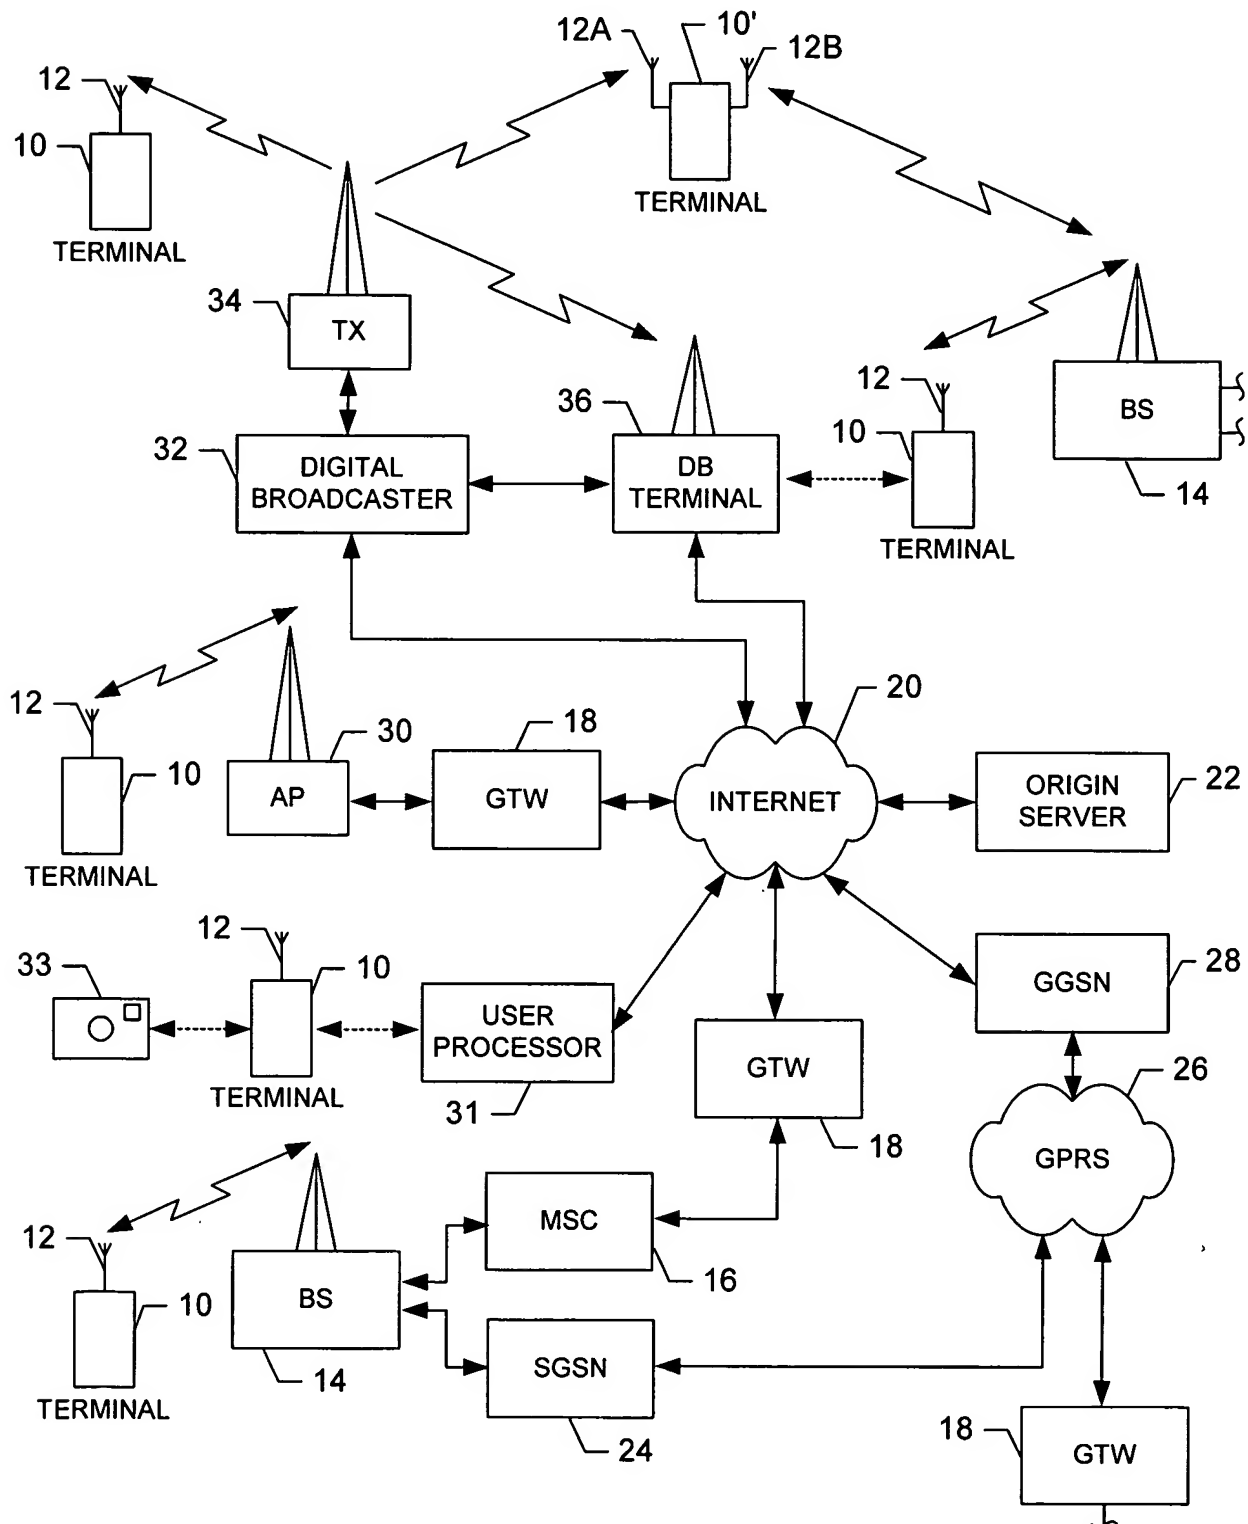 12A
10'
12B
12
10
TERMINAL
TERMINAL
34
TX
36
12
BS
32
DIGITAL
BROADCASTER
DB
TERMINAL
10
14
TERMINAL
12
20
18
30
10
AP
GTW
INTERNET
ORIGIN
SERVER
22
TERMINAL
12
33
10
USER
PROCESSOR
GGSN
28
TERMINAL
31
GTW
26
18
GPRS
12
MSC
16
10
BS
14
SGSN
24
TERMINAL
18
GTW